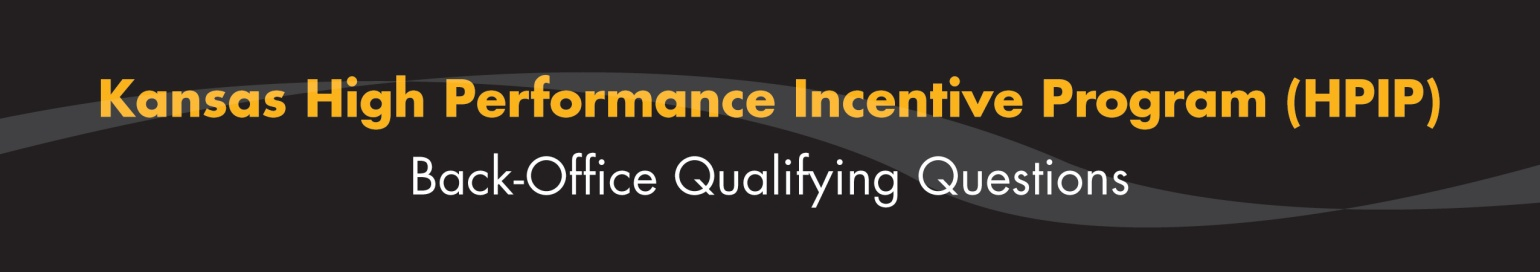 Kansas High Performance Incentive Program (HPIP)
Back-Office Qualifying Questions